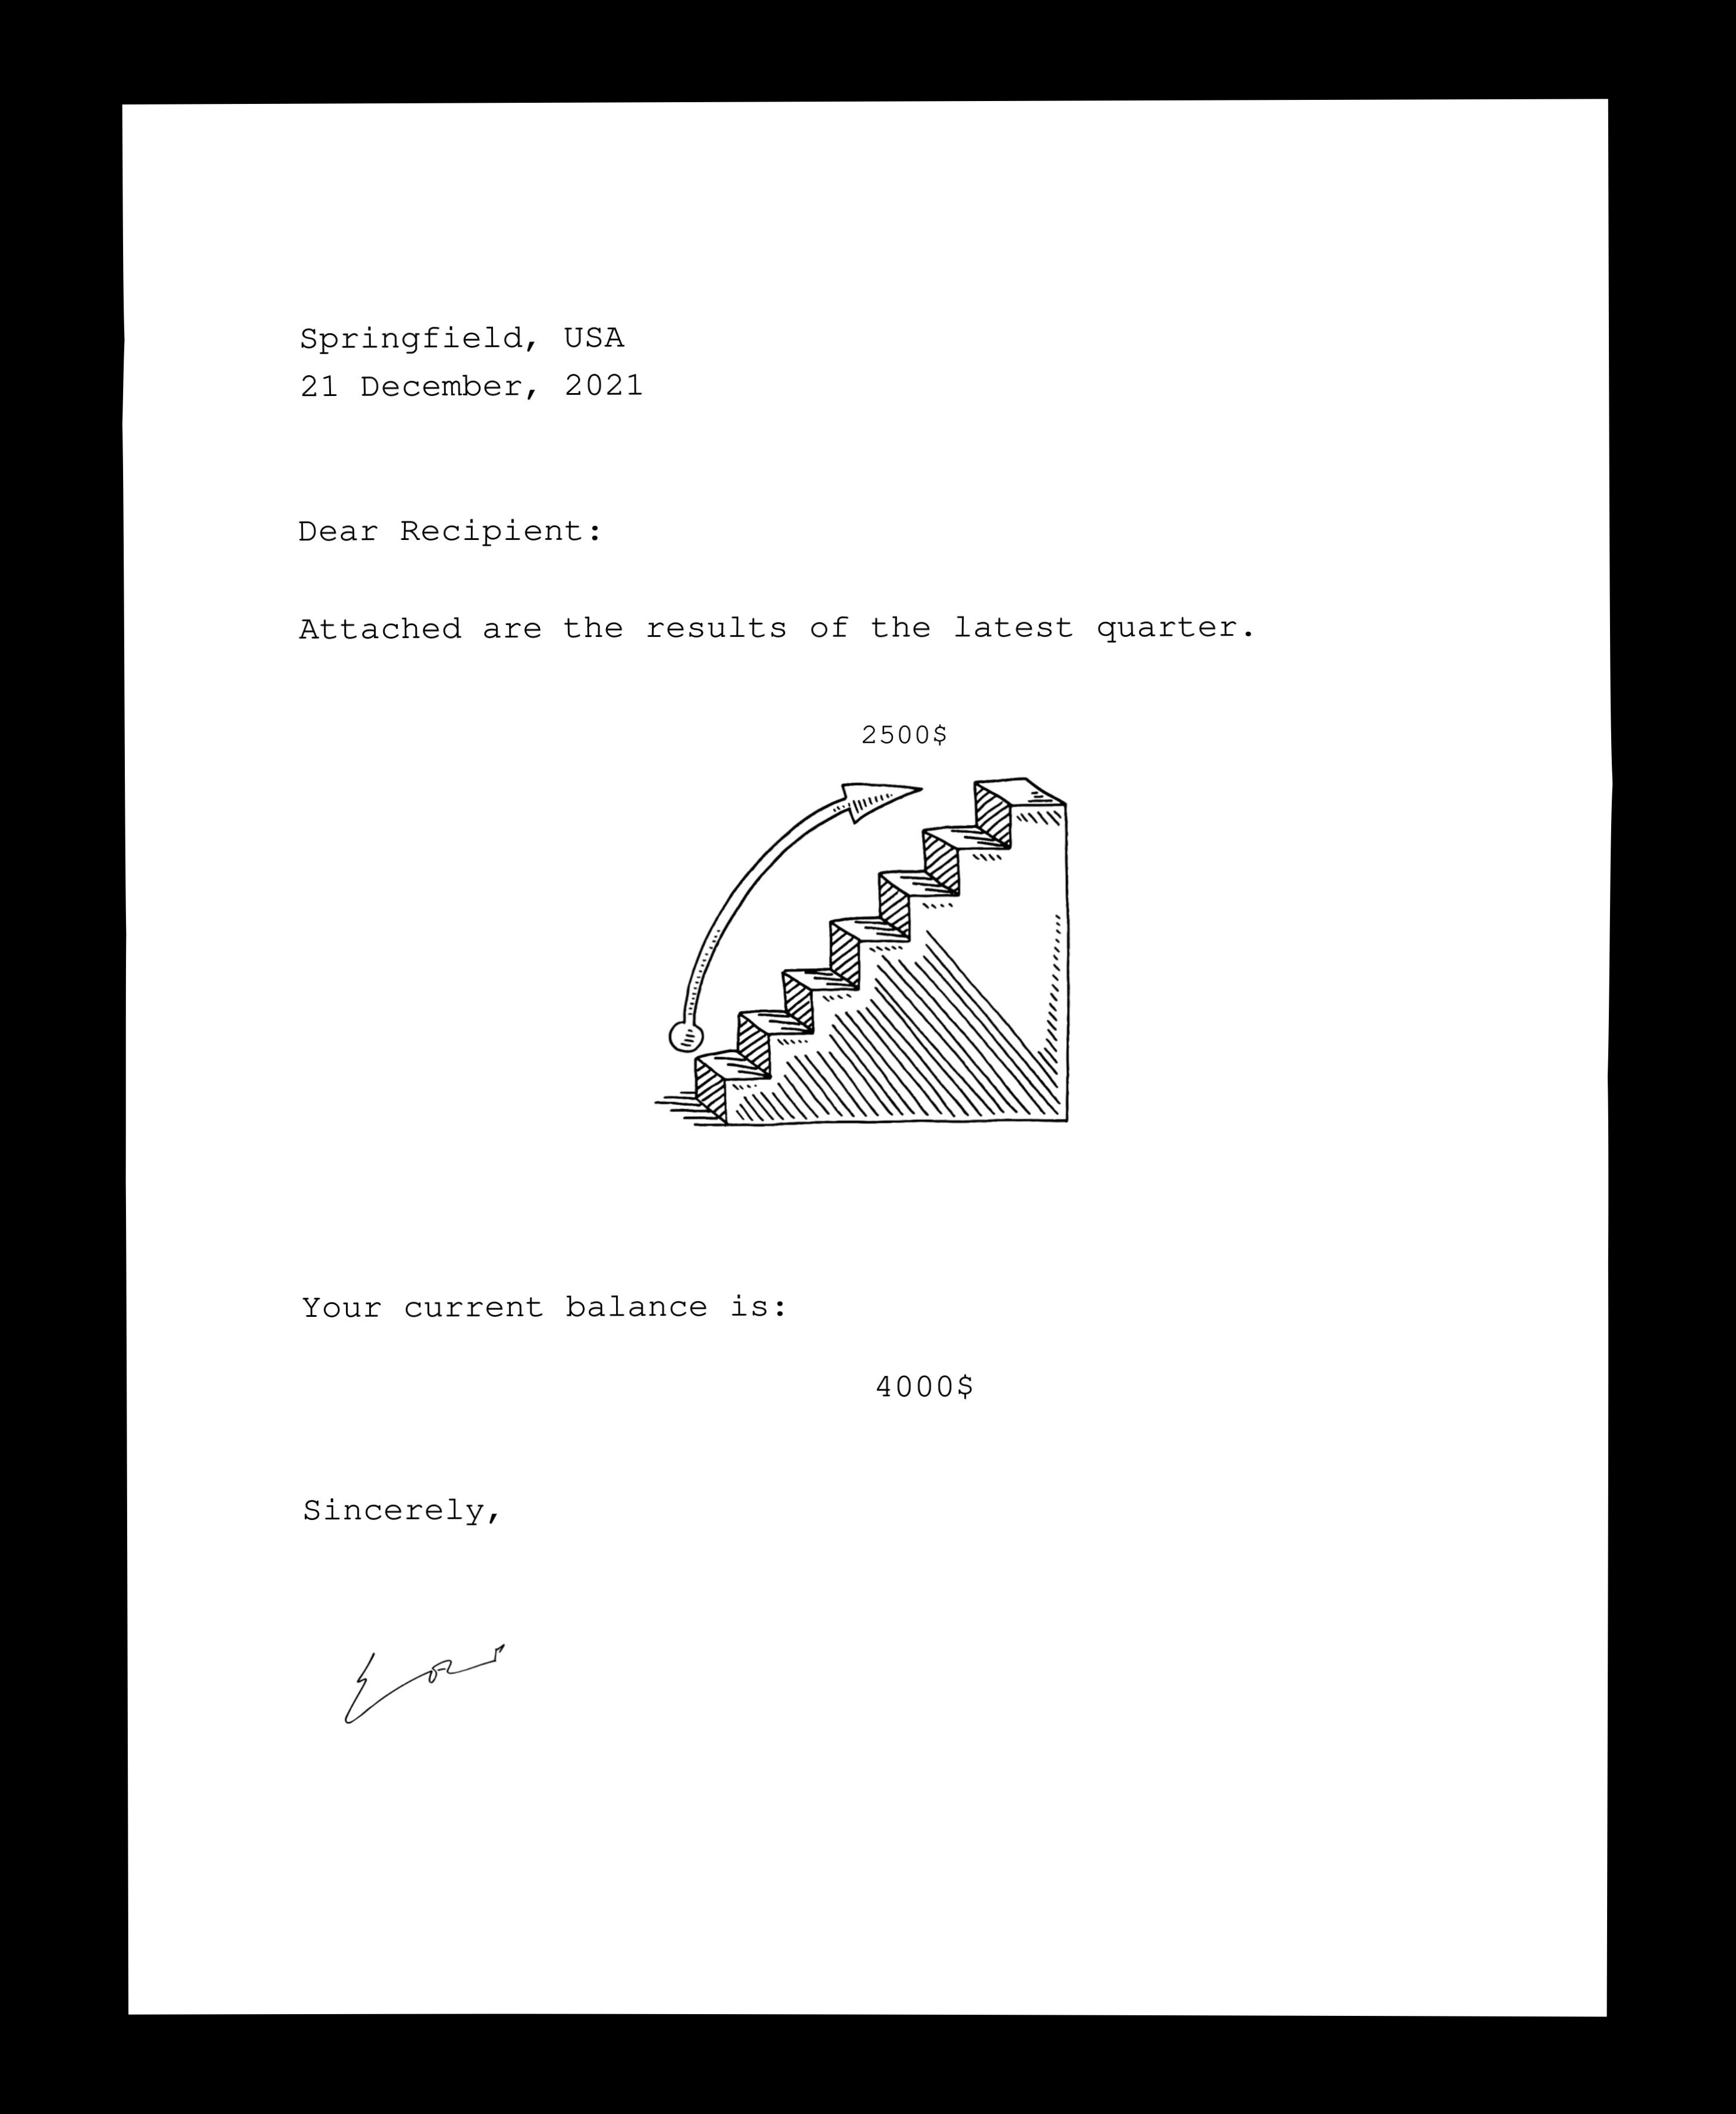 Springfield, USA
21 December, 2021
Dear Recipient:
Attached are the results of the latest quarter.
2500$
Your current balance is:
4000$
Sincerely,